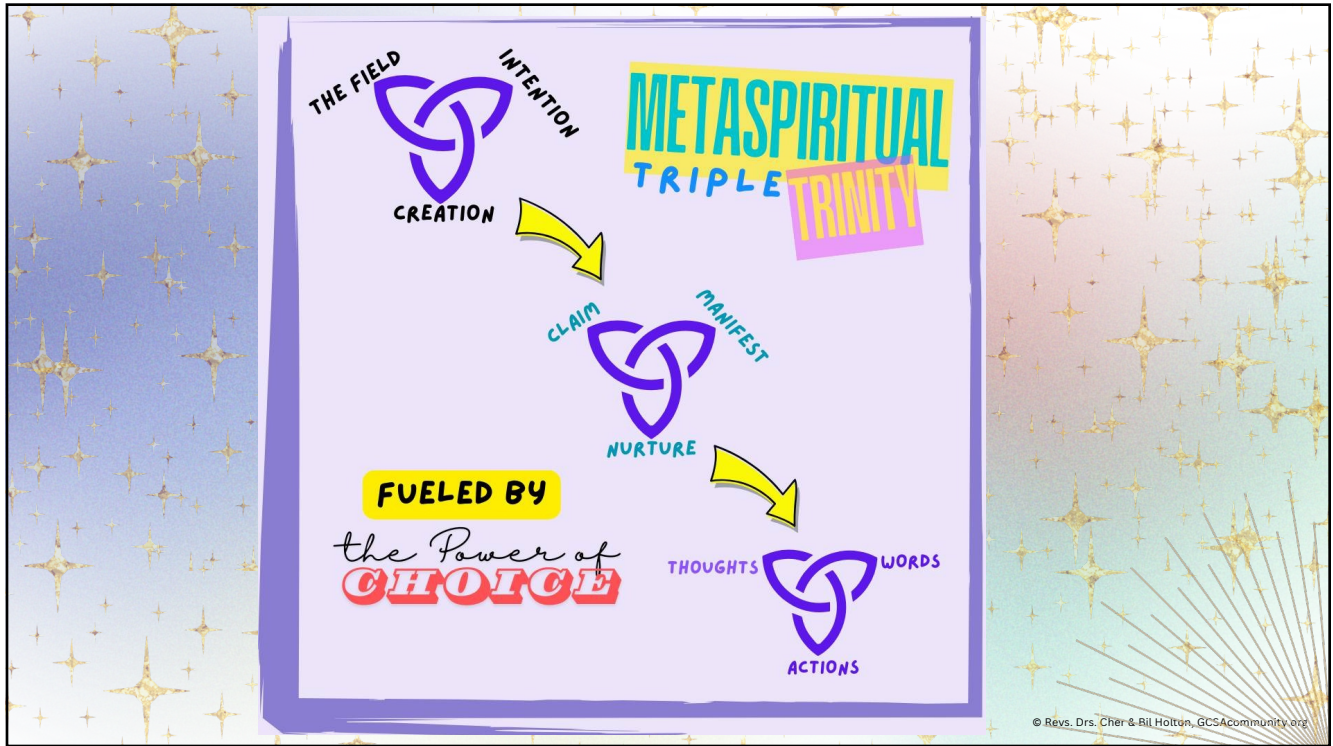 THE FIELD
INTENTION
CREATION
METASPIRITUAL
TRIPLE TRINITY
CLAIM
MANIFEST
NURTURE
FUELED BY
the Power of
CHOICE
THOUGHTS
WORDS
ACTIONS
© Revs. Drs. Cher & Bil Holton, GCSAcommunity.org